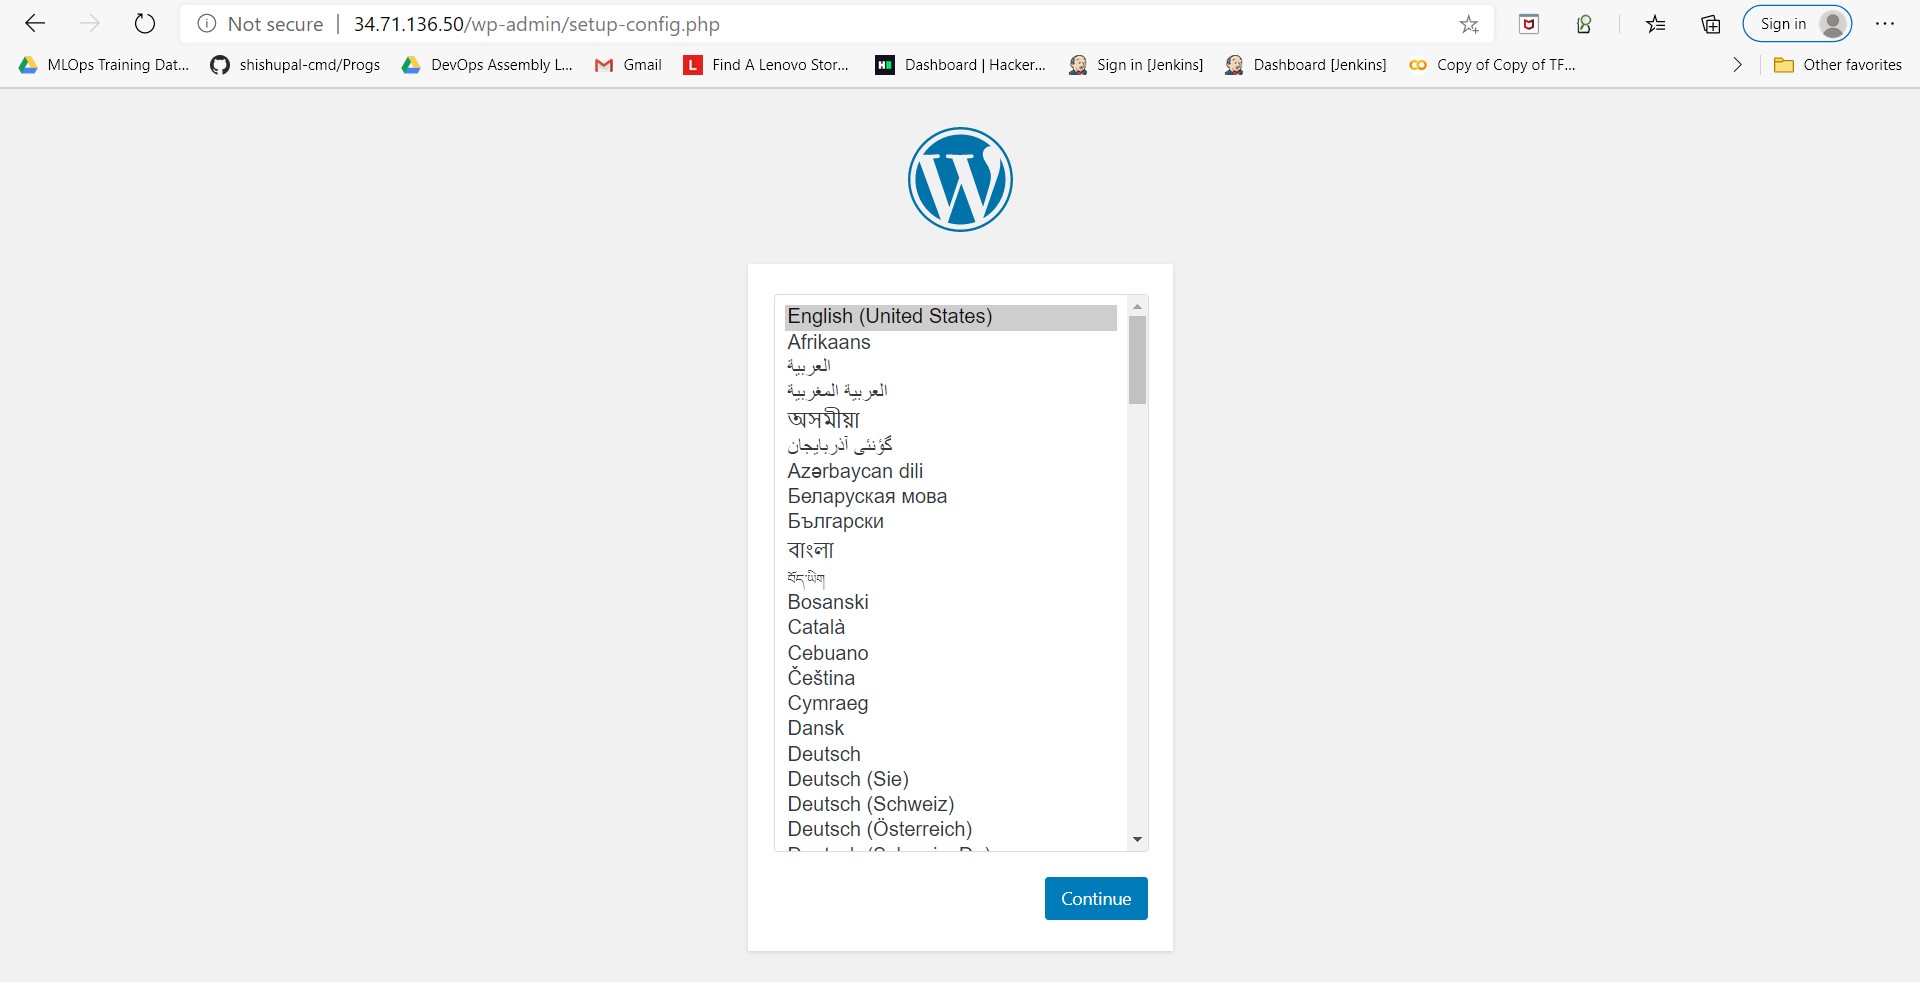 Not secure | 34.71.136.50/wp-admin/setup-config.php
Sign in
MLOps Training Dat...
shishupal-cmd/Progs
DevOps Assembly L...
Gmail
Find A Lenovo Stor...
Dashboard | Hacker...
Sign in [Jenkins]
Dashboard [Jenkins]
Copy of Copy of TF...
Other favorites
English (United States)
Afrikaans
العربية
العربية المغربية
অসমীয়া
گؤنئی آذربایجان
Azərbaycan dili
Беларуская мова
Български
বাংলা
བོད་ཡིག
Bosanski
Català
Cebuano
Čeština
Cymraeg
Dansk
Deutsch
Deutsch (Sie)
Deutsch (Schweiz)
Deutsch (Österreich)
Continue